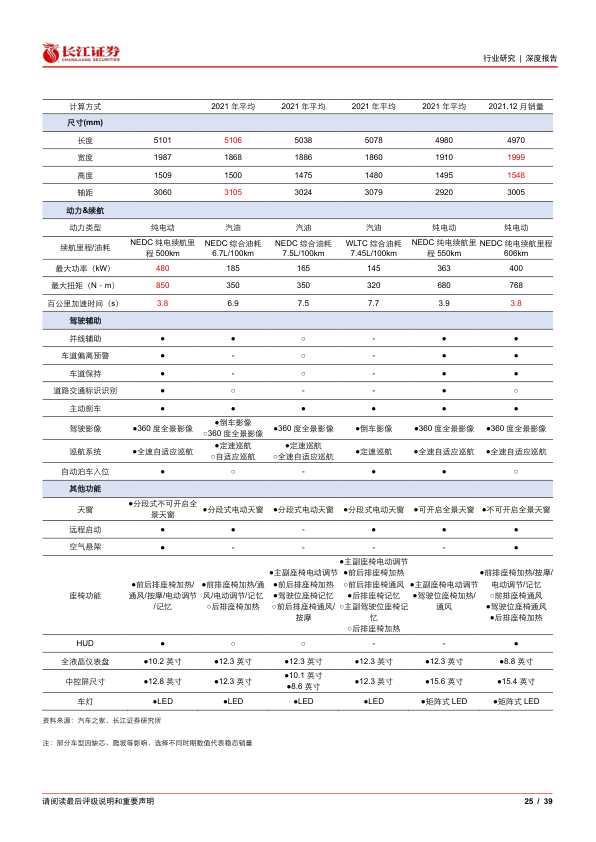 长江证券
CHANGJIANG SECURITIES
行业研究 | 深度报告
计算方式 2021 年平均 2021 年平均 2021 年平均 2021 年平均 2021.12 月销量
尺寸(mm)
长度 5101 5106 5038 5078 4980 4970
宽度 1987 1868 1886 1860 1910 1999
高度 1509 1500 1475 1480 1495 1548
轴距 3060 3105 3024 3079 2920 3005
动力&续航
动力类型 纯电动 汽油 汽油 汽油 纯电动 纯电动
续航里程/油耗 NEDC 纯电续航里程 500km NEDC 综合油耗 6.7L/100km NEDC 综合油耗 7.5L/100km WLTC 综合油耗 7.45L/100km NEDC 纯电续航里程 550km NEDC 纯电续航里程 606km
最大功率（kW） 480 185 165 145 363 400
最大扭矩（N·m） 850 350 350 320 680 768
百公里加速时间（s） 3.8 6.9 7.5 7.7 3.9 3.8
驾驶辅助
并线辅助 ● ● ○ - ● ●
车道偏离预警 ● - ○ - ● ●
车道保持 ● - ○ - ● ●
道路交通标识识别 ● ○ - - ● ○
主动刹车 ● ● ● ● ● ●
驾驶影像 ●360 度全景影像 ●倒车影像 ○360 度全景影像 ●360 度全景影像 ●倒车影像 ●360 度全景影像 ●360 度全景影像
巡航系统 ●全速自适应巡航 ●定速巡航 ○自适应巡航 ●定速巡航 ○全速自适应巡航 ●定速巡航 ●全速自适应巡航 ●全速自适应巡航
自动泊车入位 ● ○ - ● ● ○
其他功能
天窗 ●分段式不可开启全景天窗 ●分段式电动天窗 ●分段式电动天窗 ●分段式电动天窗 ●可开启全景天窗 ●不可开启全景天窗
远程启动 ● ● - ● ● ●
空气悬架 ● - - - - ●
座椅功能 ●前后排座椅加热/通风/按摩/电动调节/记忆 ●前排座椅加热/通风/电动调节/记忆 ○后排座椅加热 ●主副座椅电动调节 ●前后排座椅加热 ●驾驶位座椅记忆 ○前后排座椅通风/按摩 ●主副座椅电动调节 ●前后排座椅加热 ○前后排座椅通风 ●后排座椅记忆 ○主副驾驶位座椅记忆 ○后排座椅加热 ●主副座椅电动调节 ●驾驶位座椅加热/通风 ●前排座椅加热/按摩/电动调节/记忆 ○前排座椅通风 ●驾驶位座椅通风 ●后排座椅加热
HUD ● ○ ○ - - ●
全液晶仪表盘 ●10.2 英寸 ●12.3 英寸 ●12.3 英寸 ●12.3 英寸 ●12.3 英寸 ●8.8 英寸
中控屏尺寸 ●12.8 英寸 ●12.3 英寸 ●10.1 英寸 ●8.6 英寸 ●12.3 英寸 ●15.6 英寸 ●15.4 英寸
车灯 ●LED ●LED ●LED ●LED ●矩阵式 LED ●矩阵式 LED
资料来源：汽车之家，长江证券研究所
注：部分车型因缺芯、爬坡等影响，选择不同时期数值代表稳态销量
请阅读最后评级说明和重要声明
25 / 39